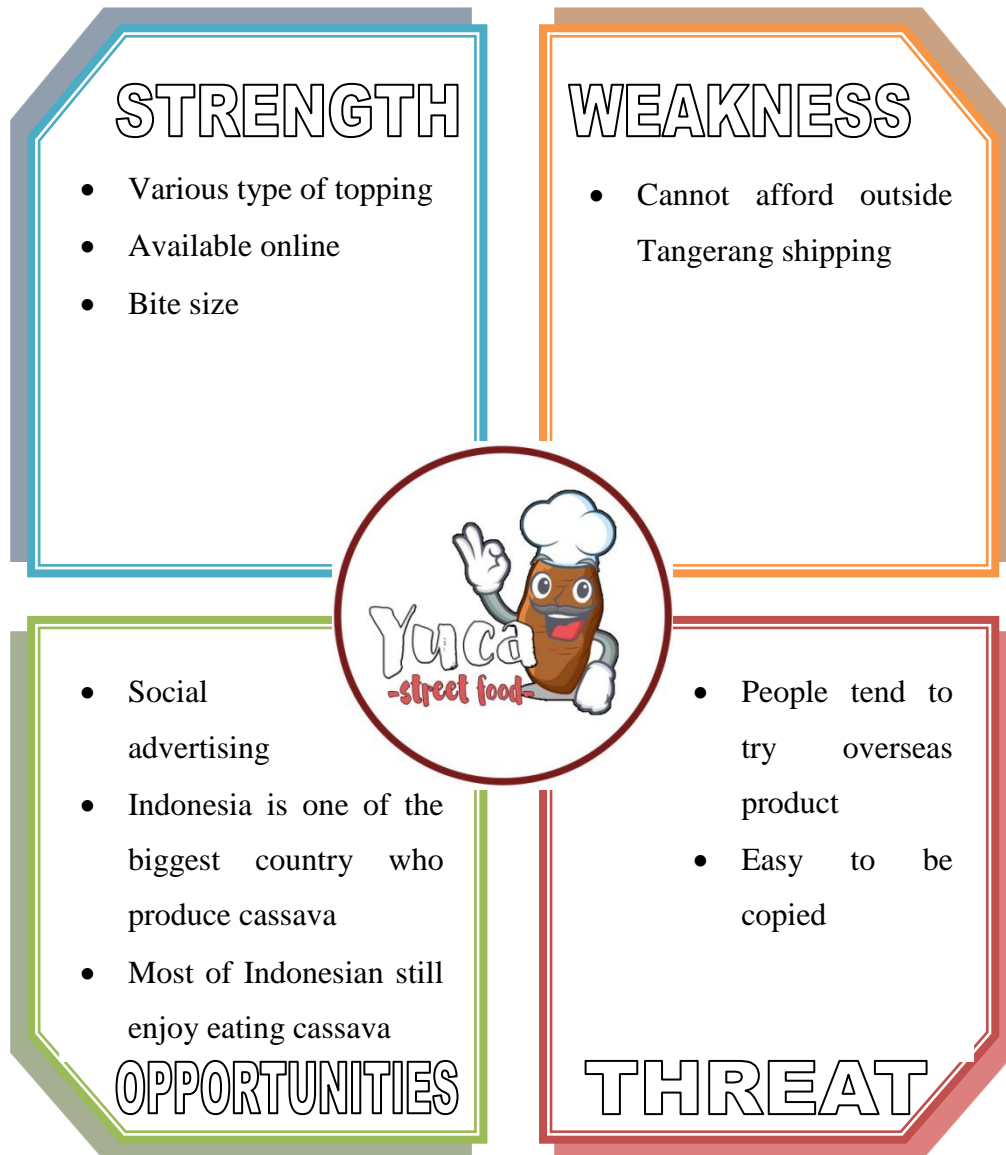 STRENGTH
• Various type of topping
• Available online
• Bite size
WEAKNESS
• Cannot afford outside
Tangerang shipping
Yuca
-street food-
• Social
advertising
• Indonesia is one of the
biggest country who
produce cassava
• Most of Indonesian still
enjoy eating cassava
OPPORTUNITIES
• People tend to
try overseas
product
• Easy to be
copied
THREAT